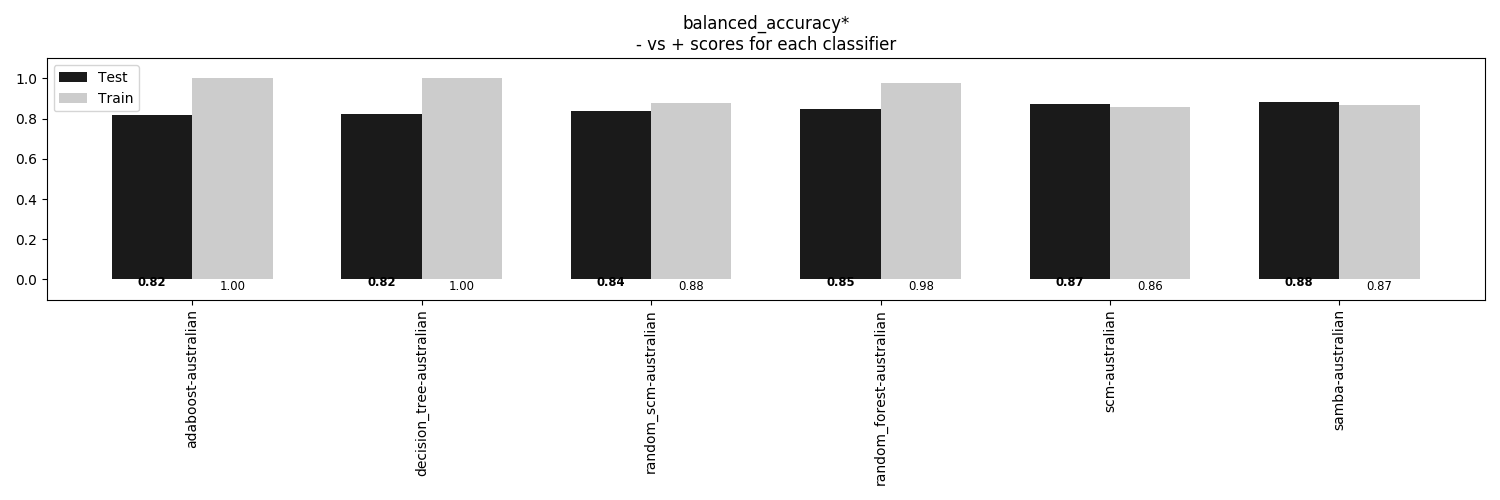 balanced_accuracy*
- vs + scores for each classifier
Test
Train
1.0
0.8
0.6
0.4
0.2
0.0
0.82
1.00
0.82
1.00
0.84
0.88
0.85
0.98
0.87
0.86
0.88
0.87
adaboost-australian
decision_tree-australian
random_scm-australian
random_forest-australian
scm-australian
samba-australian